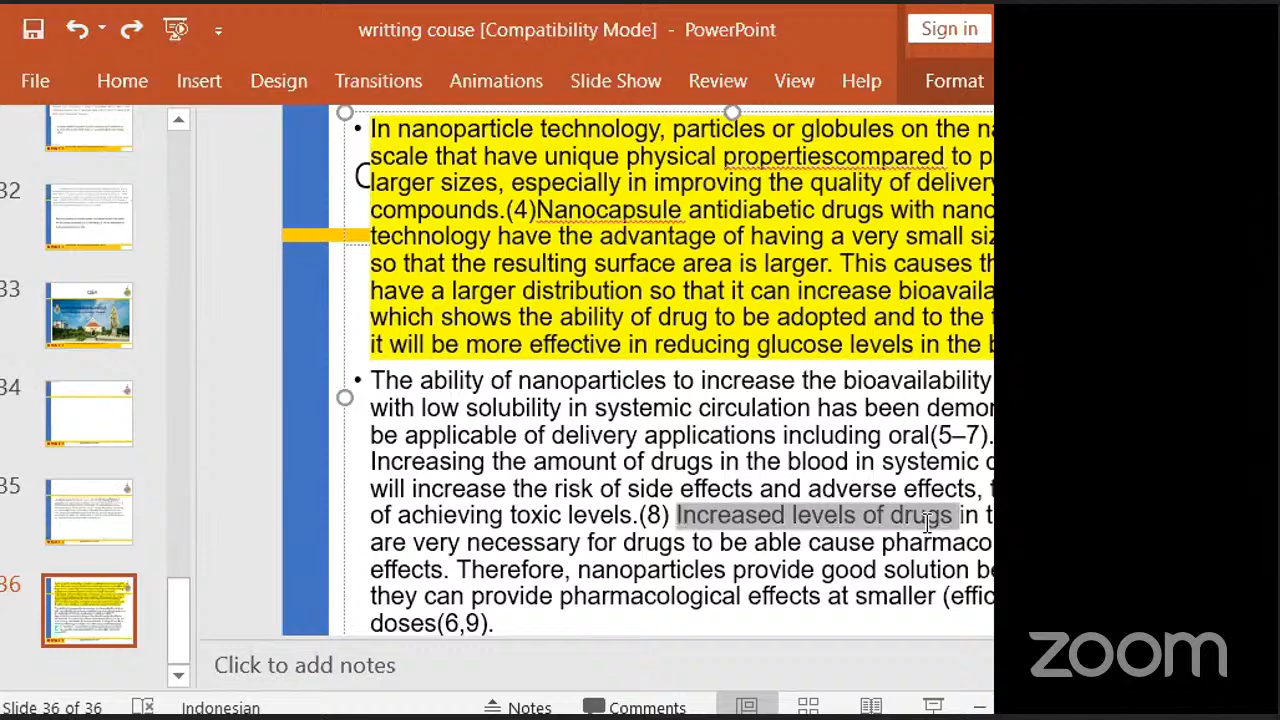 writting couse [Compatibility Mode] - PowerPoint
Sign in
File Home Insert Design Transitions Animations Slide Show Review View Help Format
In nanoparticle technology, particles or globules on the
scale that have unique physical propertiescompared to
larger sizes, especially in improving the quality of delivery
compounds.(4)Nanocapsule antidiabetic drugs with nano
technology have the advantage of having a very small
so that the resulting surface area is larger. This causes
have a larger distribution so that it can increase
which shows the ability of drug to be adopted and to the
it will be more effective in reducing glucose levels in the
The ability of nanoparticles to increase the bioavailability
with low solubility in systemic circulation has been
be applicable of delivery applications including oral(5–7).
Increasing the amount of drugs in the blood in systemic
will increase the risk of side effects and adverse effects,
of achieving toxic levels.(8) Increased levels of drugs in
are very necessary for drugs to be able cause
effects. Therefore, nanoparticles provide good solution
they can provide pharmacological effects at smaller
doses(6,9).
32
33
Q&A
34
35
36
Click to add notes
Slide 36 of 36 Indonesian Notes Comments
zoom